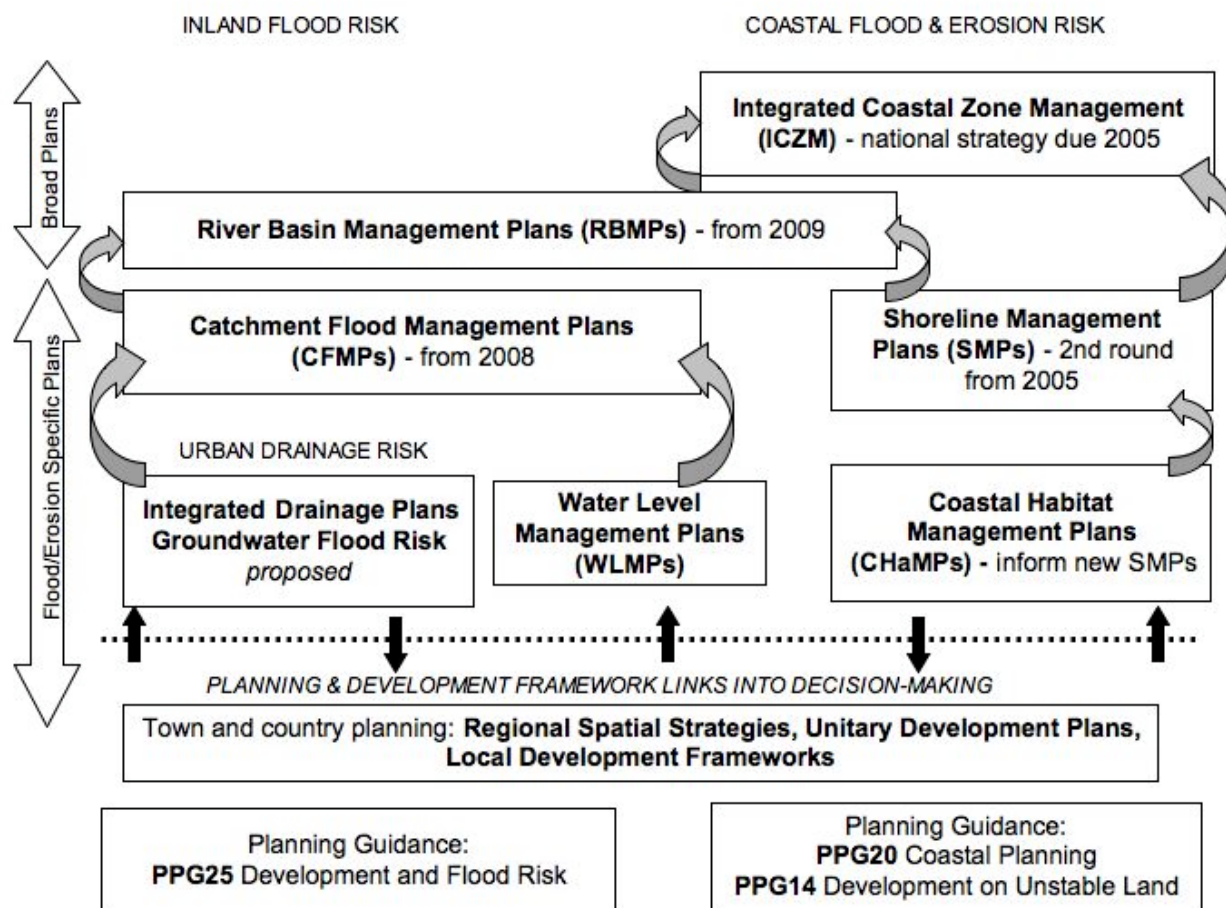 INLAND FLOOD RISK
COASTAL FLOOD & EROSION RISK
Broad Plans
Integrated Coastal Zone Management
(ICZM) - national strategy due 2005
River Basin Management Plans (RBMPs) - from 2009
Flood/Erosion Specific Plans
Catchment Flood Management Plans
(CFMPs) - from 2008
Shoreline Management
Plans (SMPs) - 2nd round
from 2005
URBAN DRAINAGE RISK
Integrated Drainage Plans
Groundwater Flood Risk
proposed
Water Level
Management Plans
(WLMPs)
Coastal Habitat
Management Plans
(CHaMPs) - inform new SMPs
PLANNING & DEVELOPMENT FRAMEWORK LINKS INTO DECISION-MAKING
Town and country planning: Regional Spatial Strategies, Unitary Development Plans,
Local Development Frameworks
Planning Guidance:
PPG25 Development and Flood Risk
Planning Guidance:
PPG20 Coastal Planning
PPG14 Development on Unstable Land